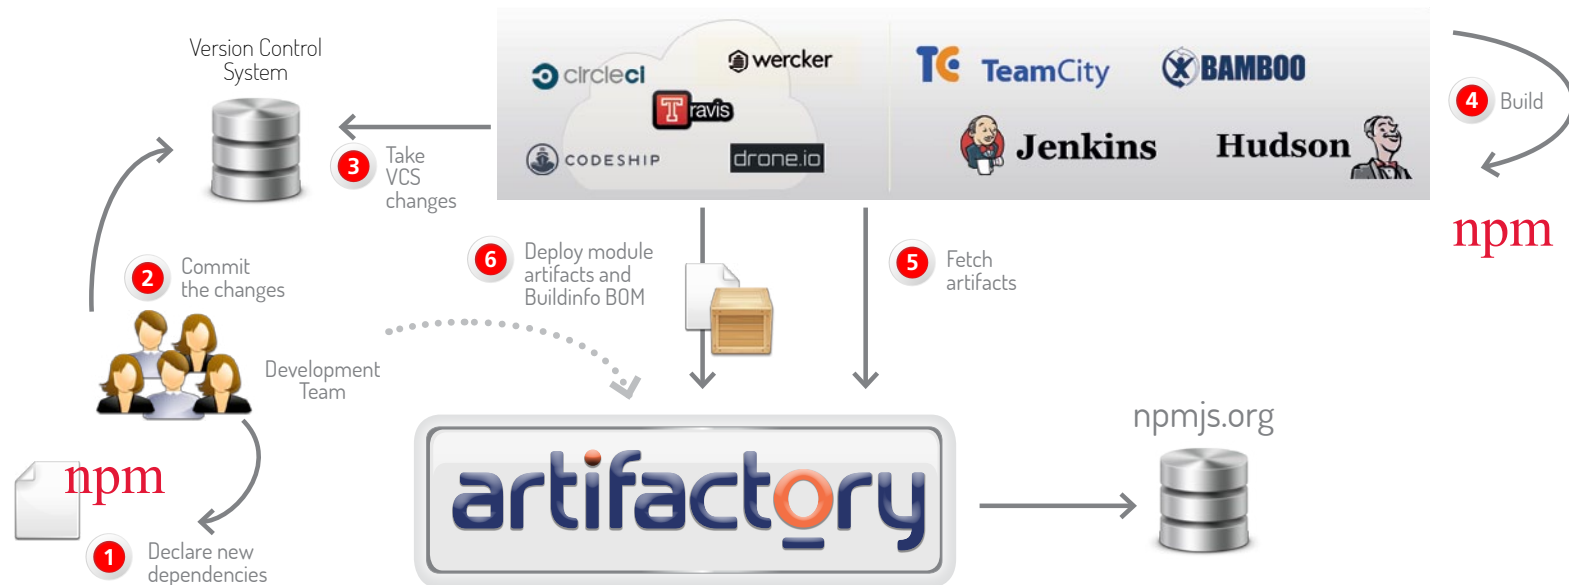 Version Control
System
circleci
wercker
Travis
CODESHIP
drone.io
TC TeamCity
BAMBOO
Jenkins
Hudson
4 Build
npm
3 Take
VCS
changes
2 Commit
the changes
6 Deploy module
artifacts and
Buildinfo BOM
5 Fetch
artifacts
Development
Team
npm
1 Declare new
dependencies
artifactory
npmjs.org